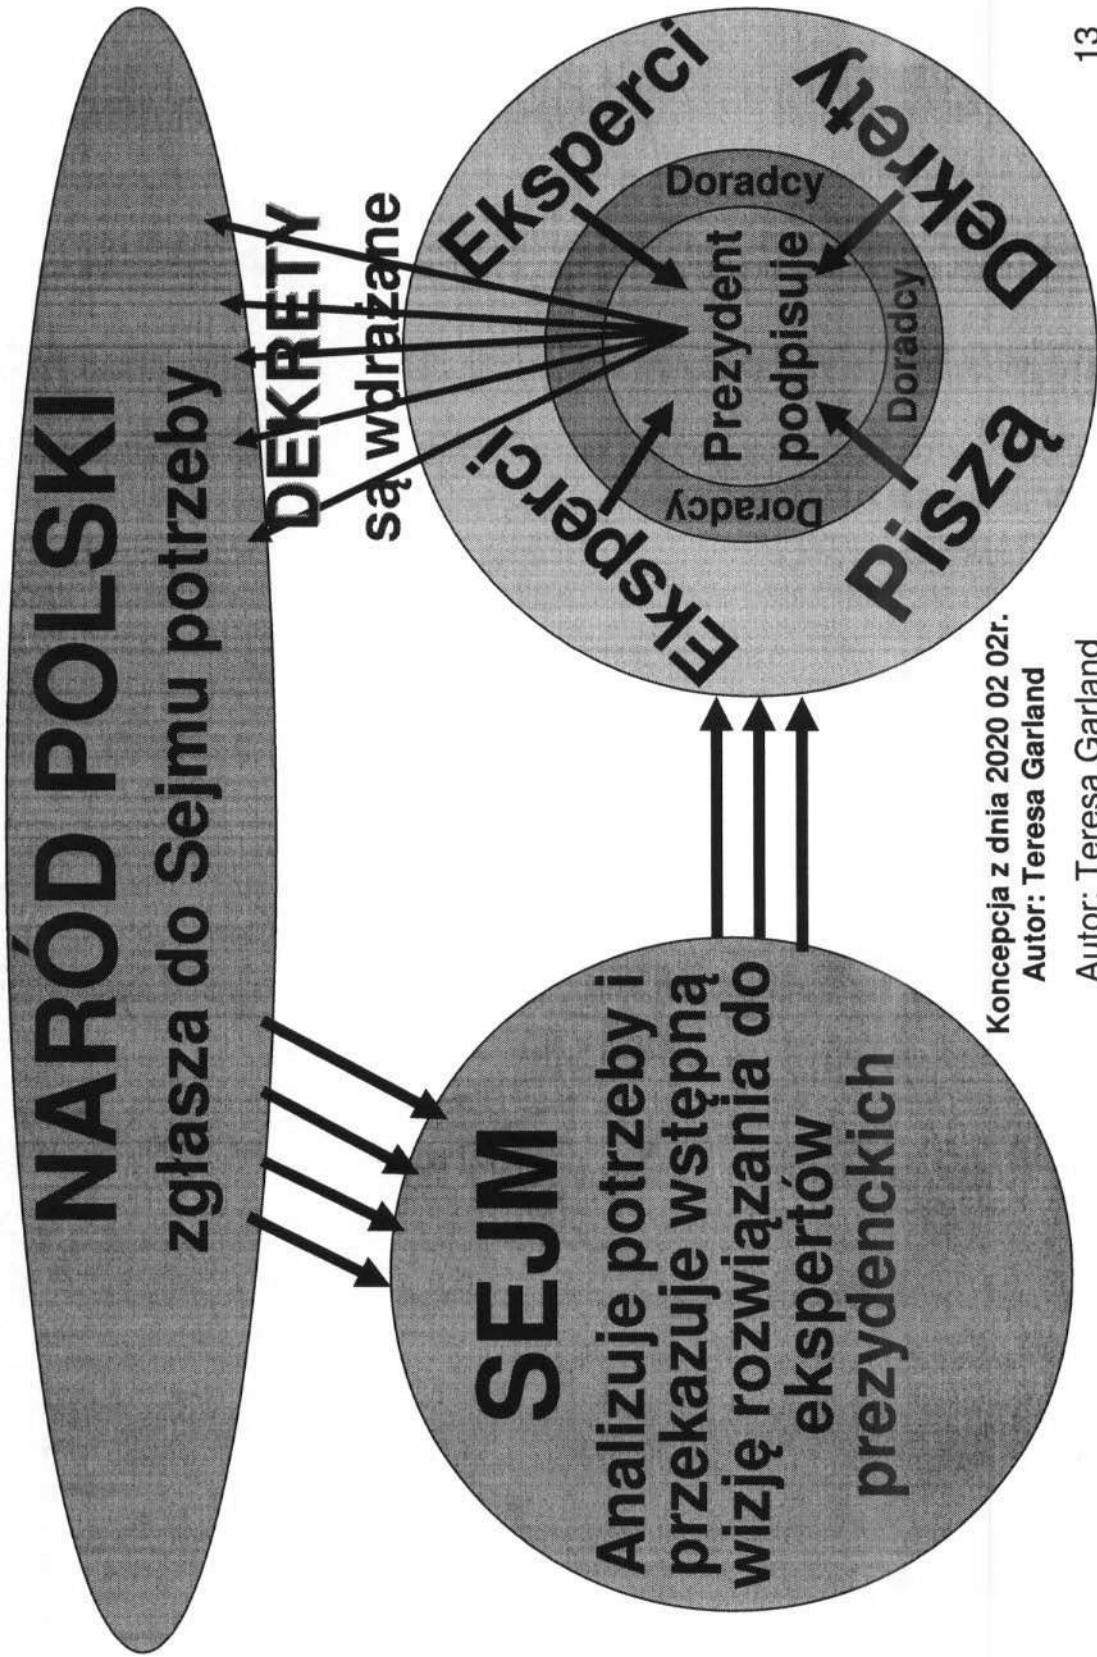 NARÓD POLSKI
zgłasza do Sejmu potrzeby
DEKRETY
są wdrażane
SEJM
Analizuje potrzeby i
przekazuje wstępną
wizję rozwiązania do
ekspertów
prezydenckich
Eksperci
Eksperci
Piszą
Dekrety
Doradcy
Doradcy
Doradcy
Prezydent
podpisuje
Koncepcja z dnia 2020 02 02r.
Autor: Teresa Garland
Autor: Teresa Garland
13